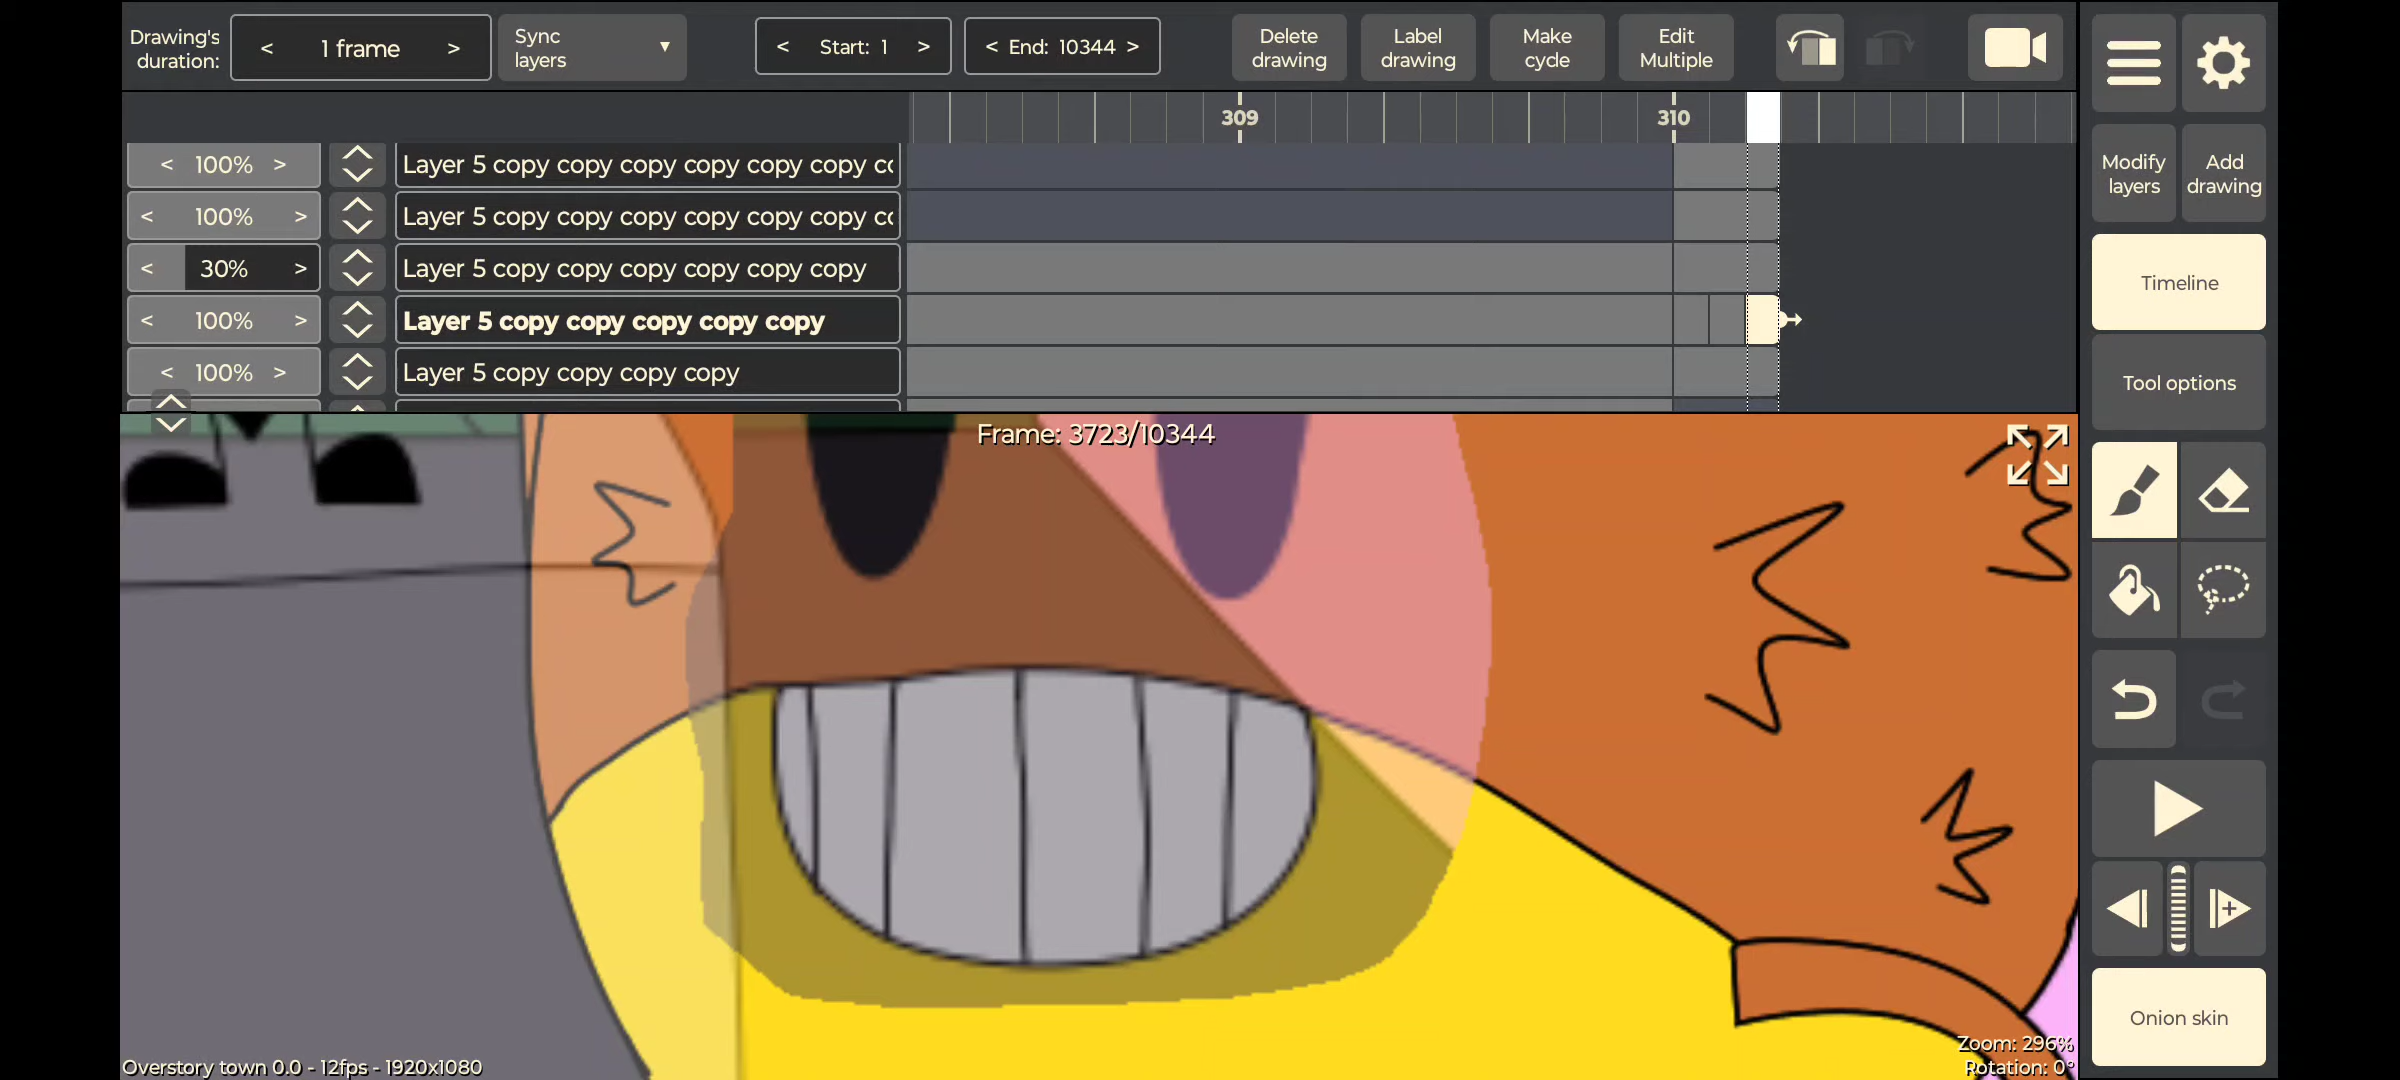 Drawing's
duration:
< 1 frame >
Sync
layers
< Start: 1 >
< End: 10344 >
Delete
drawing
Label
drawing
Make
cycle
Edit
Multiple
309
310
Modify
layers
Add
drawing
< 100% >
Layer 5 copy copy copy copy copy copy co
< 100% >
Layer 5 copy copy copy copy copy copy co
< 30% >
Layer 5 copy copy copy copy copy copy
< 100% >
Layer 5 copy copy copy copy copy
< 100% >
Layer 5 copy copy copy copy
Timeline
Tool options
Frame: 3723/10344
Onion skin
Zoom: 296%
Rotation: 0°
Overstory town 0.0 - 12fps - 1920x1080